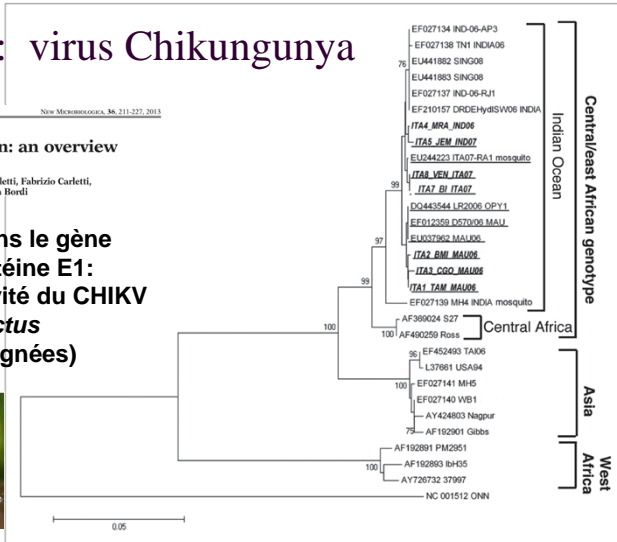 : virus Chikungunya
NEW MICROBIOLOGICA, 36, 211-227, 2013
n: an overview
letti, Fabrizio Carletti,
a Bordi
ns le gène
téine E1:
vité du CHIKV
ctus
gnées)
EF027134 IND-06-AP3
EF027138 TN1 INDIA06
76
EU441882 SING08
EU441883 SING08
EF027137 IND-06-RJ1
EF210157 DRDEHydISW06 INDIA
ITA4_MRA_IND06
ITA5_JEM_IND07
EU244223 ITA07-RA1 mosquito
99
ITA8_VEN_ITA07
ITA7_BI_ITA07
DQ443544 LR2006 OPY1
EF012359 D570/06 MAU
97
EU037962 MAU06
ITA2_BMI_MAU06
ITA3_CGO_MAU06
99
ITA1_TAM_MAU06
EF027139 MH4 INDIA mosquito
Indian Ocean
100
AF369024 S27
100
AF490259 Ross
Central Africa
Central/east African genotype
96
EF452493 TAI06
L37661 USA94
100
EF027141 MH5
EF027140 WB1
AY424803 Nagpur
75
AF192901 Gibbs
Asia
AF192891 PM2951
100
AF192893 IbH35
AY726732 37997
West
Africa
NC 001512 ONN
0.05